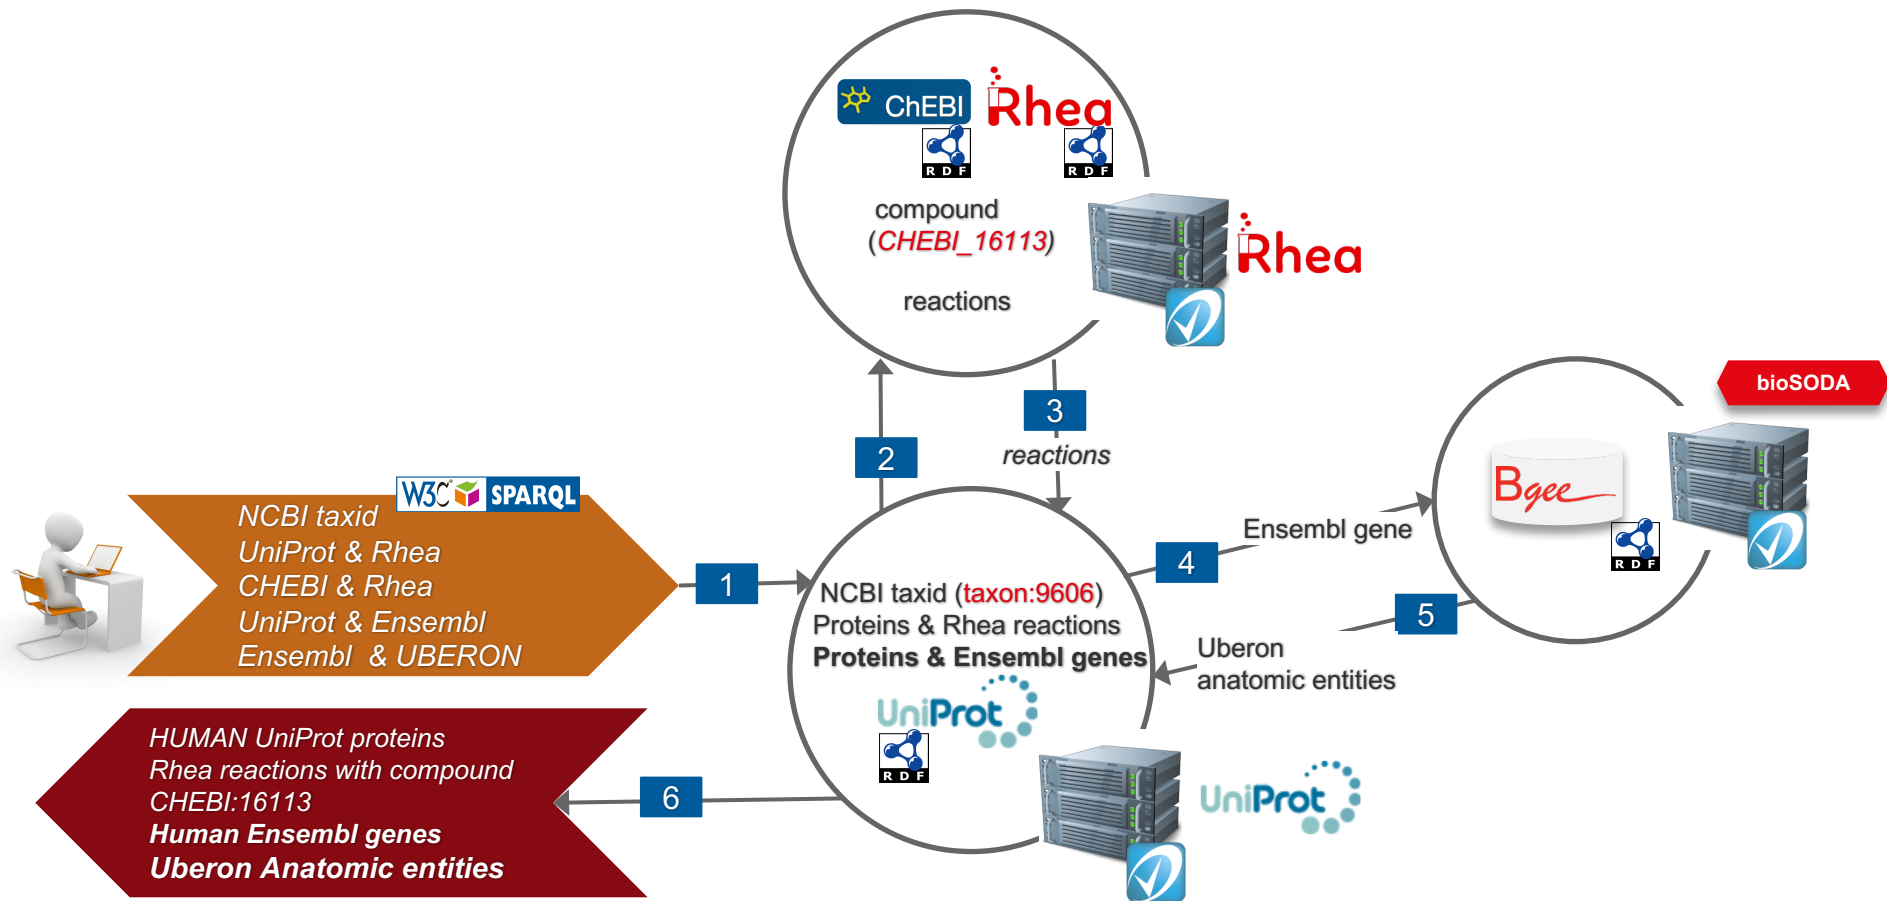 ChEBI
Rhea
RDF
RDF
compound
(CHEBI_16113)
reactions
Rhea
3
reactions
2
bioSODA
Bgee
RDF
W3C SPARQL
NCBI taxid
UniProt & Rhea
CHEBI & Rhea
UniProt & Ensembl
Ensembl & UBERON
1
NCBI taxid (taxon:9606)
Proteins & Rhea reactions
Proteins & Ensembl genes
UniProt
RDF
4
Ensembl gene
5
Uberon
anatomic entities
UniProt
6
HUMAN UniProt proteins
Rhea reactions with compound
CHEBI:16113
Human Ensembl genes
Uberon Anatomic entities